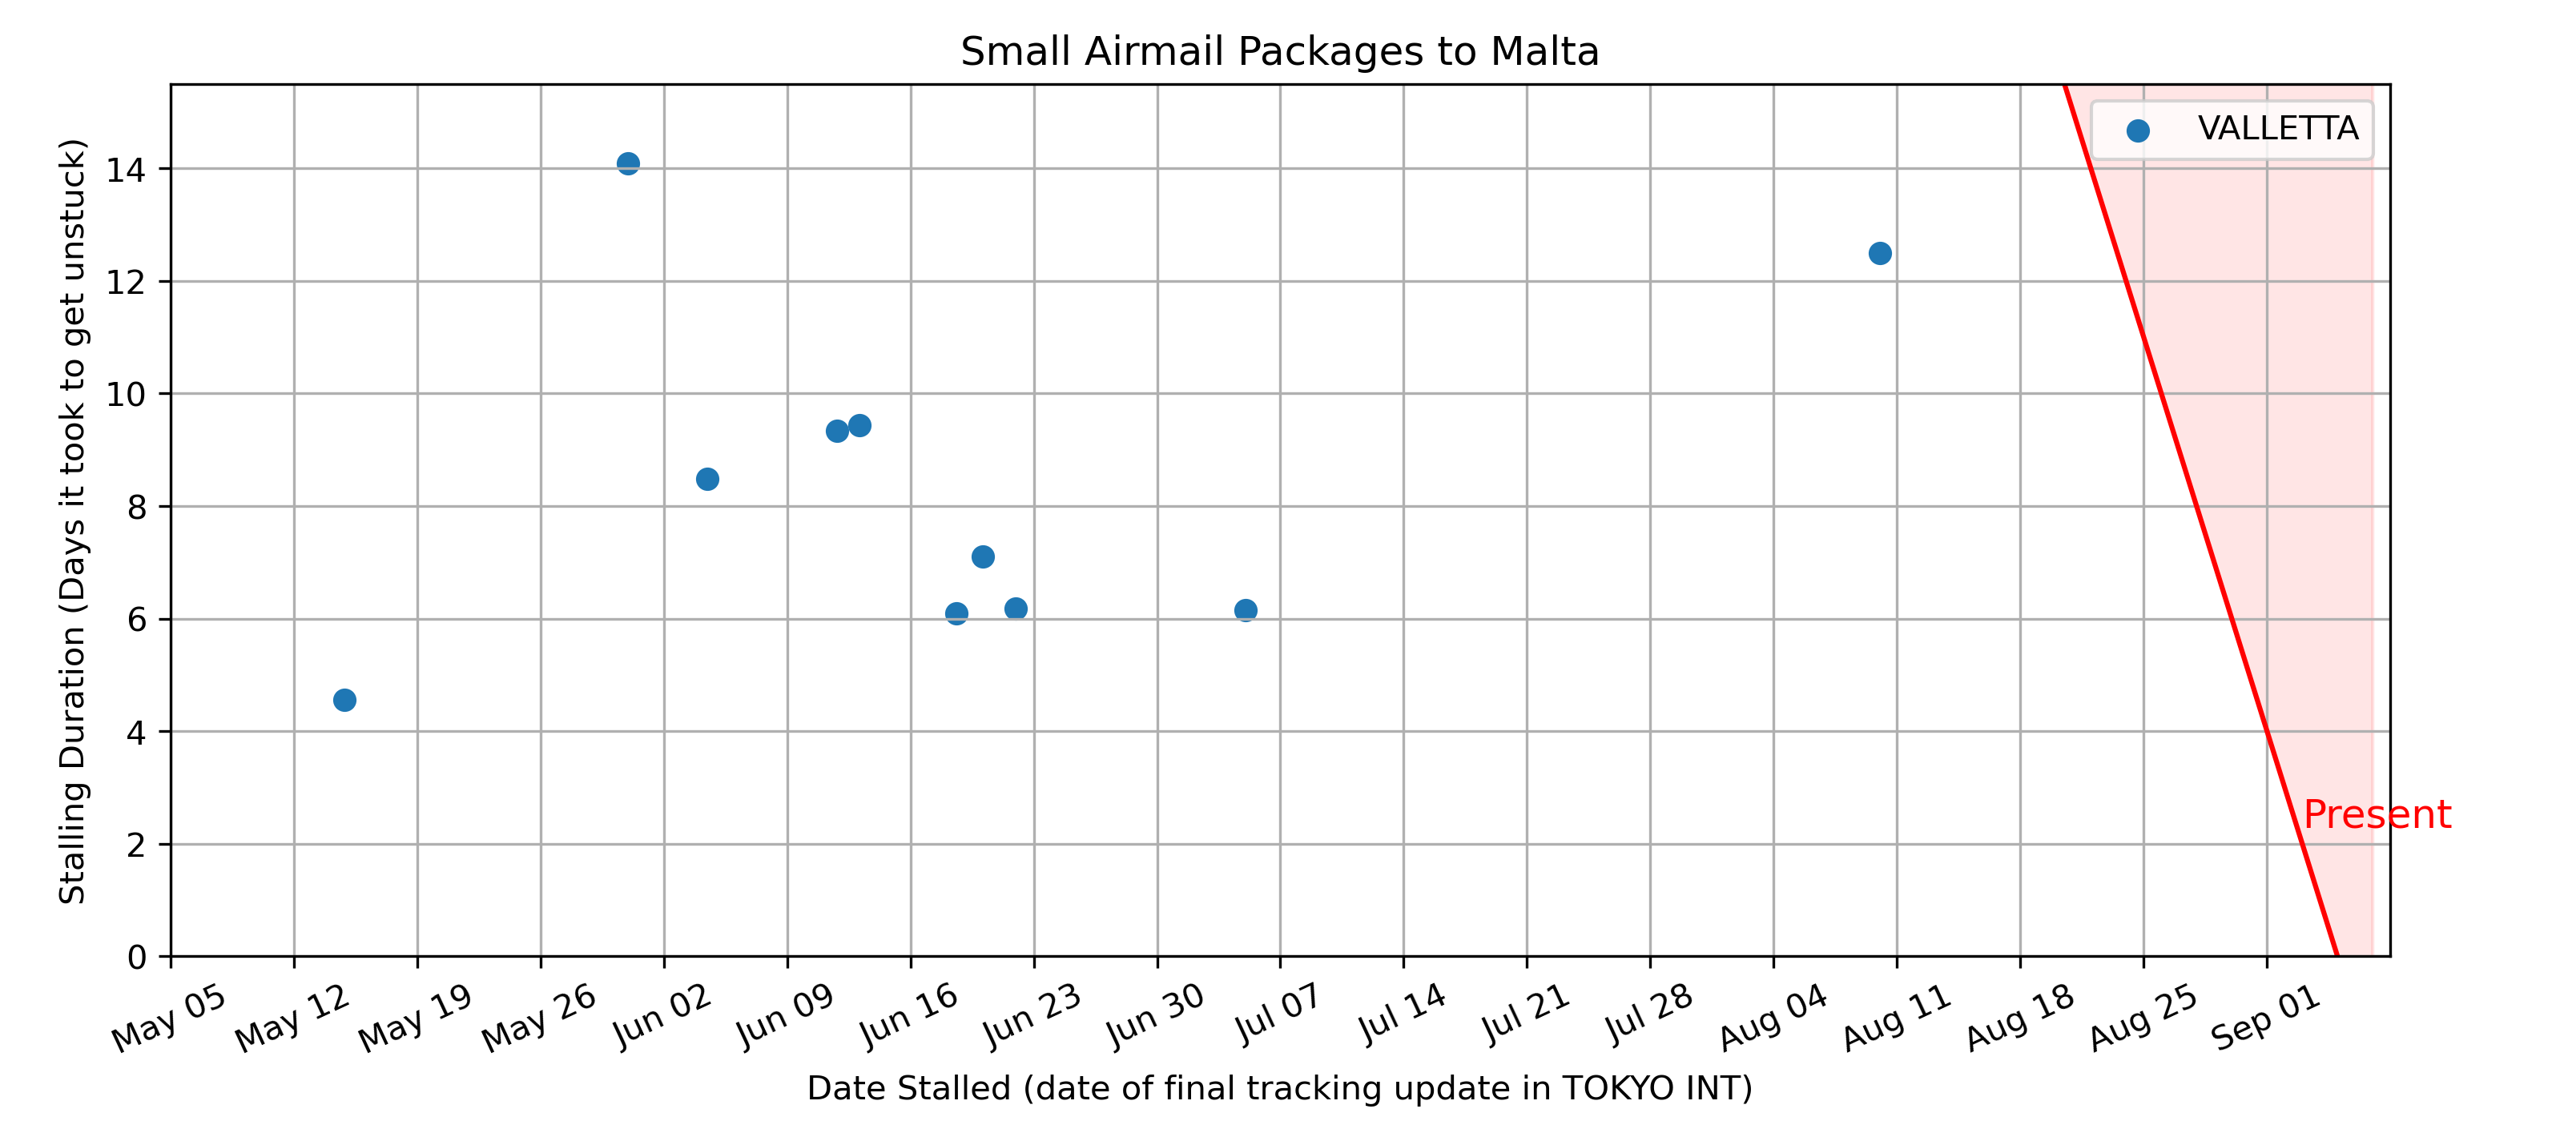 Small Airmail Packages to Malta
VALLETTA
Stalling Duration (Days it took to get unstuck)
14
12
10
8
6
4
2
0
Present
May 05
May 12
May 19
May 26
Jun 02
Jun 09
Jun 16
Jun 23
Jun 30
Jul 07
Jul 14
Jul 21
Jul 28
Aug 04
Aug 11
Aug 18
Aug 25
Sep 01
Date Stalled (date of final tracking update in TOKYO INT)